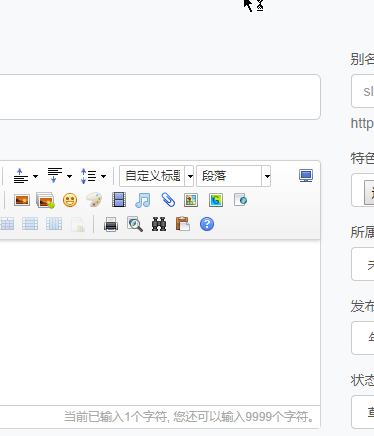 别名
sl
http
自定义标题
段落
特色
所属
发布
当前已输入1个字符, 您还可以输入9999个字符。
状态